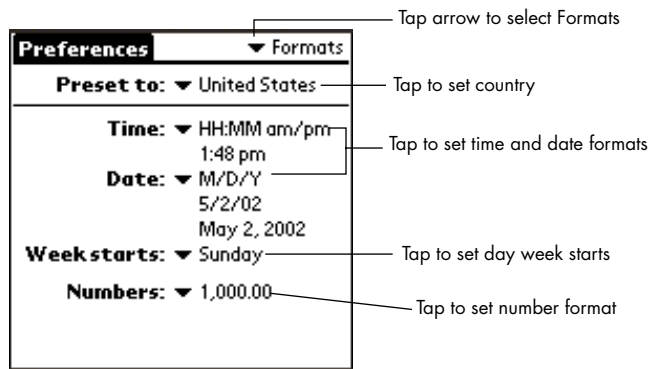 Tap arrow to select Formats
Preferences ▼ Formats
Preset to: ▼ United States
Tap to set country
Time: ▼ HH:MM am/pm
1:48 pm
Tap to set time and date formats
Date: ▼ M/D/Y
5/2/02
May 2, 2002
Week starts: ▼ Sunday
Tap to set day week starts
Numbers: ▼ 1,000.00
Tap to set number format